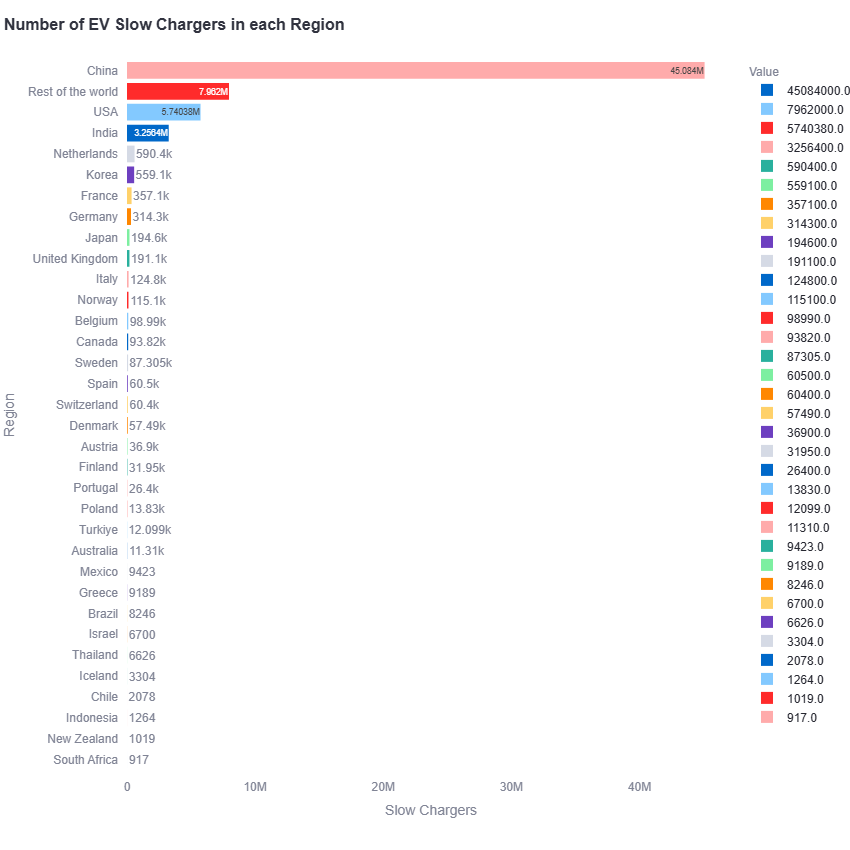 Number of EV Slow Chargers in each Region
China 45.084M
Rest of the world 7.962M
USA 5.74038M
India 3.2564M
Netherlands 590.4k
Korea 559.1k
France 357.1k
Germany 314.3k
Japan 194.6k
United Kingdom 191.1k
Italy 124.8k
Norway 115.1k
Belgium 98.99k
Canada 93.82k
Sweden 87.305k
Spain 60.5k
Switzerland 60.4k
Denmark 57.49k
Austria 36.9k
Finland 31.95k
Portugal 26.4k
Poland 13.83k
Turkiye 12.099k
Australia 11.31k
Mexico 9423
Greece 9189
Brazil 8246
Israel 6700
Thailand 6626
Iceland 3304
Chile 2078
Indonesia 1264
New Zealand 1019
South Africa 917
0 10M 20M 30M 40M
Slow Chargers
Region
Value
45084000.0
7962000.0
5740380.0
3256400.0
590400.0
559100.0
357100.0
314300.0
194600.0
191100.0
124800.0
115100.0
98990.0
93820.0
87305.0
60500.0
60400.0
57490.0
36900.0
31950.0
26400.0
13830.0
12099.0
11310.0
9423.0
9189.0
8246.0
6700.0
6626.0
3304.0
2078.0
1264.0
1019.0
917.0